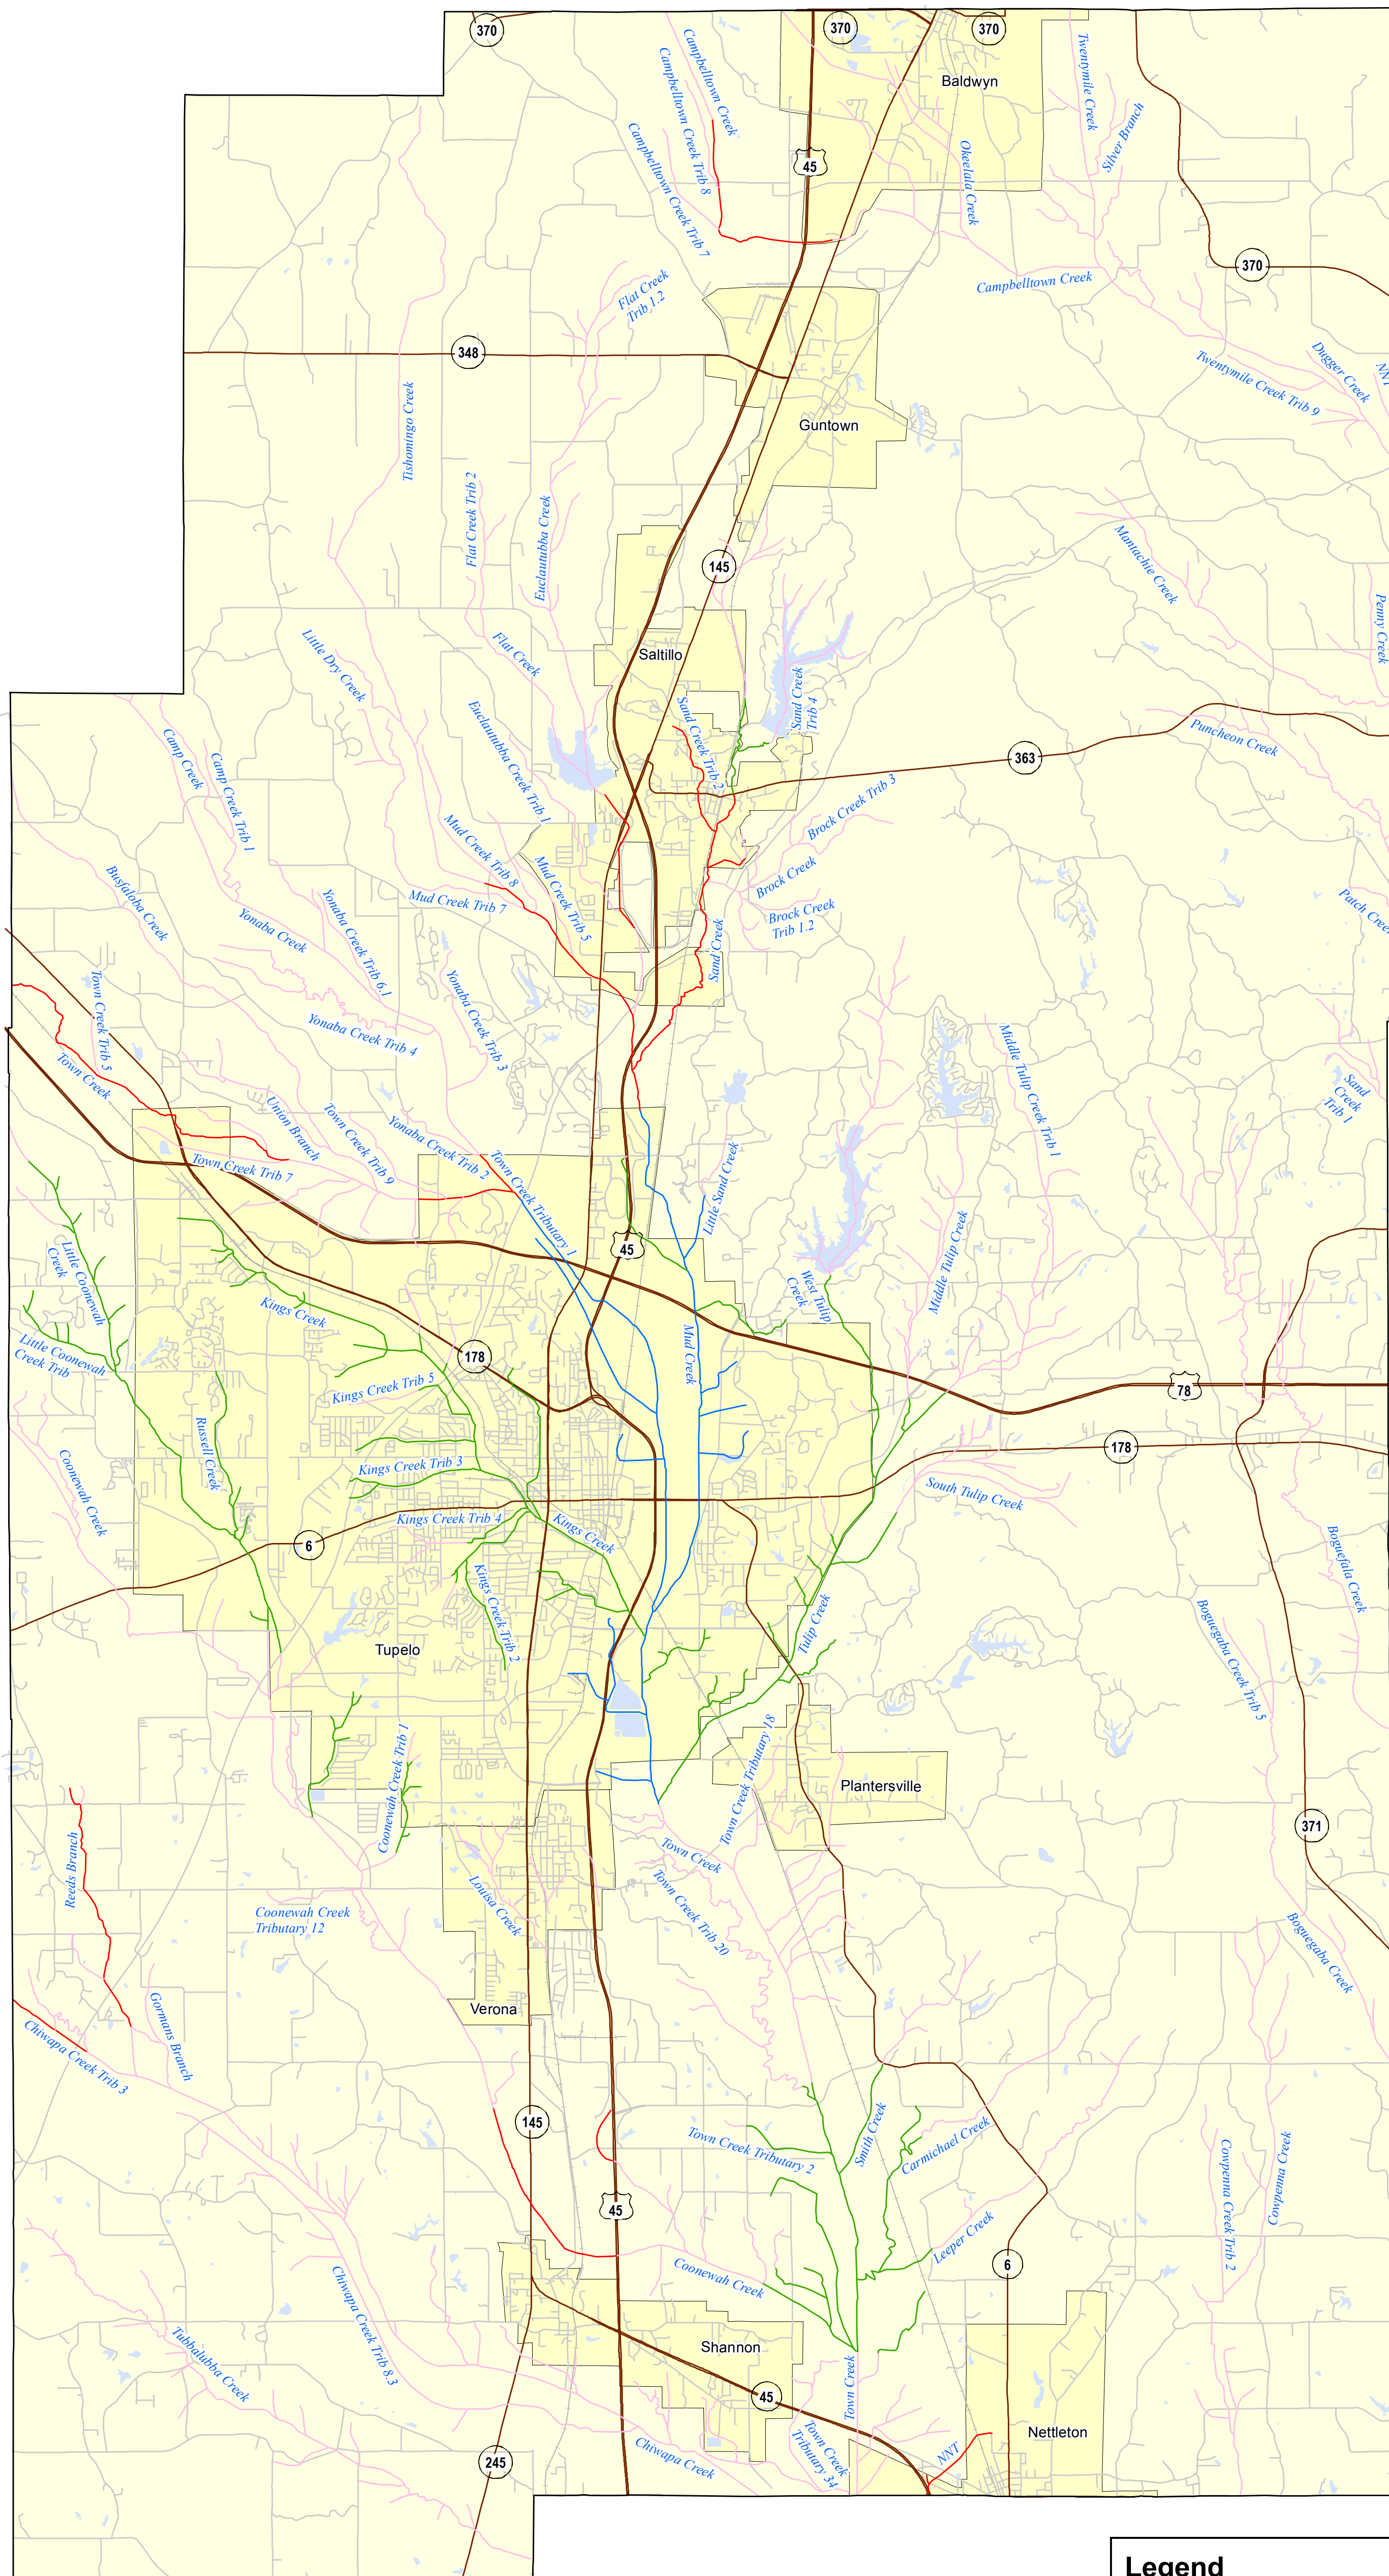 370
370
370
Baldwyn
Campbelltown Creek
Campbelltown Creek Trib 8
Campbelltown Creek Trib 7
Twentymile Creek
Silver Branch
45
Okeelala Creek
370
Campbelltown Creek
Flat Creek
Trib 1.2
348
Tishomingo Creek
Twentymile Creek Trib 9
Dugger Creek
NNT
Guntown
Flat Creek Trib 2
Euclautubba Creek
145
Mantachie Creek
Penny Creek
Little Dry Creek
Flat Creek
Saltillo
Sand Creek
Trib 4
Sand Creek Trib 2
Puncheon Creek
363
Camp Creek
Camp Creek Trib 1
Euclautubba Creek Trib 1
Mud Creek Trib 8
Brock Creek Trib 3
Busfaloba Creek
Mud Creek Trib 7
Mud Creek Trib 5
Brock Creek
Brock Creek
Trib 1.2
Patch Creek
Yonaba Creek
Yonaba Creek Trib 6.1
Sand Creek
Town Creek Trib 5
Yonaba Creek Trib 4
Yonaba Creek Trib 3
Town Creek
Middle Tulip Creek Trib 1
Sand
Creek
Trib 1
Union Branch
Town Creek Trib 9
Yonaba Creek Trib 2
Town Creek Trib 7
Town Creek Tributary 1
Little Sand Creek
Middle Tulip Creek
45
Little Coonewah
Creek
West Tulip
Creek
Kings Creek
Mud Creek
Little Coonewah
Creek Trib
178
Kings Creek Trib 5
78
Russell Creek
178
Coonewah Creek
Kings Creek Trib 3
South Tulip Creek
Kings Creek Trib 4
Kings Creek
6
Boguefala Creek
Kings Creek Trib 2
Tulip Creek
Boguegaba Creek Trib 5
Tupelo
Coonewah Creek Trib 1
Town Creek Tributary 18
Plantersville
371
Reeds Branch
Town Creek
Louisa Creek
Town Creek Trib 20
Coonewah Creek
Tributary 12
Boguegaba Creek
Verona
Gormans Branch
Chiwapa Creek Trib 3
145
Smith Creek
Town Creek Tributary 2
Carmichael Creek
Cowpenna Creek Trib 2
Cowpenna Creek
45
Leeper Creek
6
Coonewah Creek
Chiwapa Creek Trib 8.3
Tubbalubba Creek
Shannon
Town Creek
45
Nettleton
Town Creek
Tributary 34
NNT
Chiwapa Creek
245
Legend